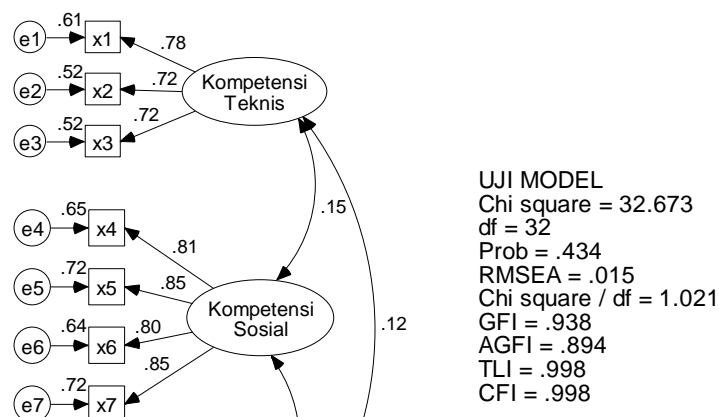 .61
e1
x1
.78
.52
e2
x2
.72
Kompetensi
Teknis
.52
e3
x3
.72
.15
.65
e4
x4
.81
.72
e5
x5
.85
Kompetensi
Sosial
.64
e6
x6
.80
.72
e7
x7
.85
.12
UJI MODEL
Chi square = 32.673
df = 32
Prob = .434
RMSEA = .015
Chi square / df = 1.021
GFI = .938
AGFI = .894
TLI = .998
CFI = .998